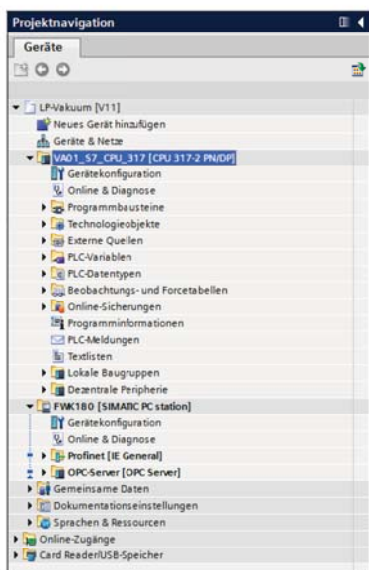 Projektnavigation
Geräte
LP-Vakuum [V11]
Neues Gerät hinzufügen
Geräte & Netze
VA01_S7_CPU_317 [CPU 317-2 PN/DP]
Gerätekonfiguration
Online & Diagnose
Programmbausteine
Technologieobjekte
Externe Quellen
PLC-Variablen
PLC-Datentypen
Beobachtungs- und Forcetabellen
Online-Sicherungen
Programminformationen
PLC-Meldungen
Textlisten
Lokale Baugruppen
Dezentrale Peripherie
FWK180 [SIMATIC PC station]
Gerätekonfiguration
Online & Diagnose
Profinet [IE General]
OPC-Server [OPC Server]
Gemeinsame Daten
Dokumentationseinstellungen
Sprachen & Ressourcen
Online-Zugänge
Card Reader/USB-Speicher